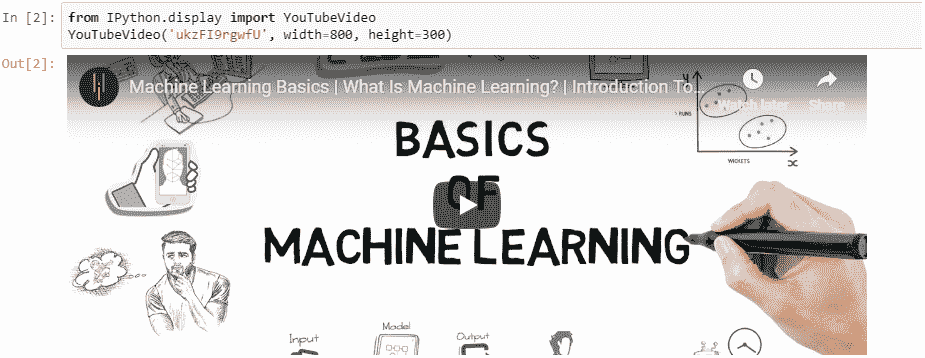 In [2]: from IPython.display import YouTubeVideo
YouTubeVideo('ukzFI9rgwfU', width=800, height=300)
Out[2]:
Machine Learning Basics | What Is Machine Learning? | Introduction To...
Watch later Share
RUNS
WICKETS
X
BASICS
OF
MACHINE LEARNING
Input Model Output